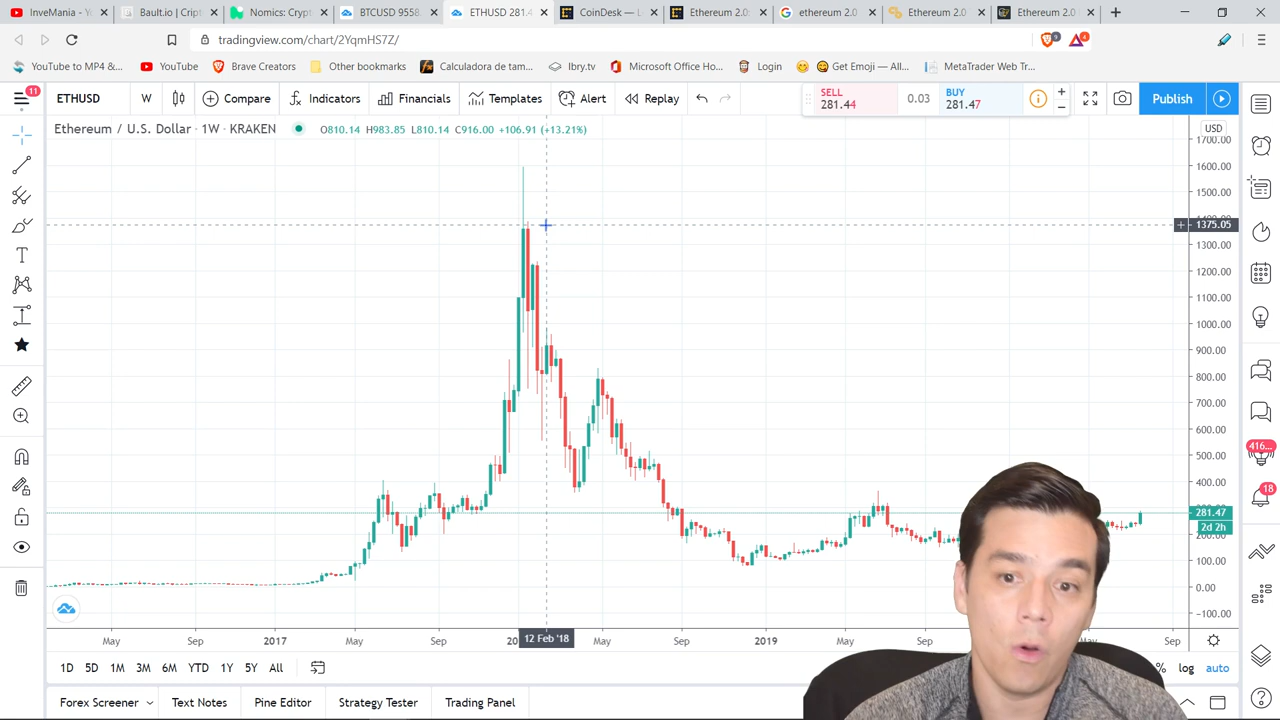 InveMania - Y
Bault.io | Cript
Nomics Crypt
BTCUSD 9558
ETHUSD 281.4
CoinDesk — L
Ethereum 2.0:
ethereum 2.0
Ethereum 2.0
Ethereum 2.0
tradingview.com/chart/2YqmHS7Z/
9
4
YouTube to MP4 &...
YouTube
Brave Creators
Other bookmarks
Calculadora de tam...
lbry.tv
Microsoft Office Ho...
Login
Get Emoji — All...
MetaTrader Web Tr...
11
ETHUSD
W
Compare
Indicators
Financials
Templates
Alert
Replay
SELL
281.44
0.03
BUY
281.47
Publish
Ethereum / U.S. Dollar · 1W · KRAKEN
O810.14 H983.85 L810.14 C916.00 +106.91 (+13.21%)
USD
1700.00
1600.00
1500.00
1375.05
1300.00
1200.00
1100.00
1000.00
900.00
800.00
700.00
600.00
500.00
400.00
281.47
2d 2h
200.00
100.00
0.00
-100.00
416...
18
May
Sep
2017
May
Sep
20
12 Feb '18
May
Sep
2019
May
Sep
May
Sep
1D
5D
1M
3M
6M
YTD
1Y
5Y
All
%
log
auto
Forex Screener
Text Notes
Pine Editor
Strategy Tester
Trading Panel